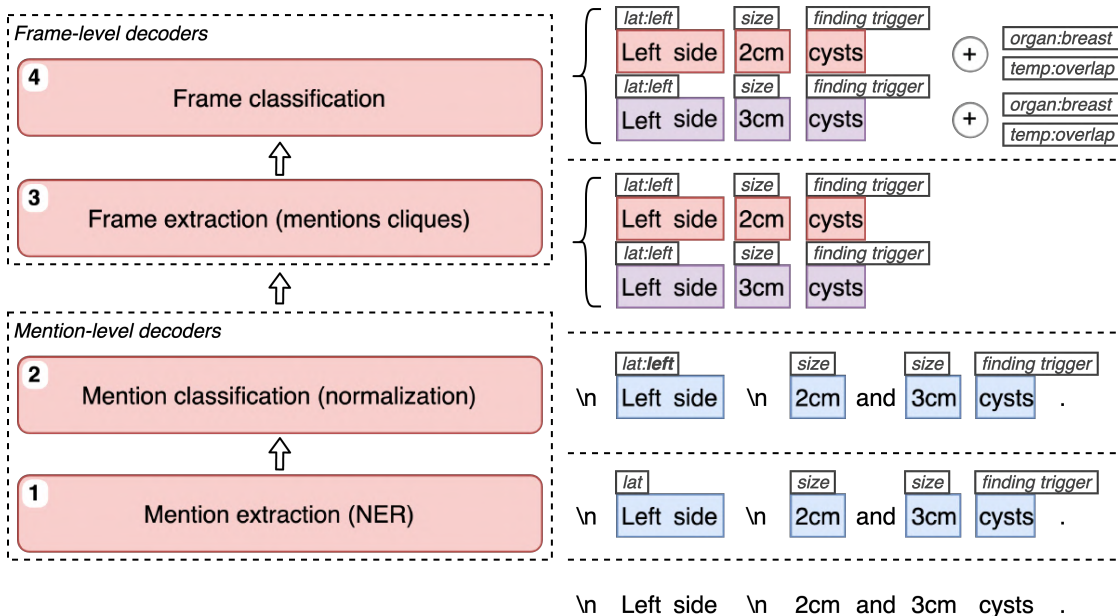 Frame-level decoders
4
Frame classification
3
Frame extraction (mentions cliques)
Mention-level decoders
2
Mention classification (normalization)
1
Mention extraction (NER)
lat:left size finding trigger
Left side 2cm cysts + organ:breast
temp:overlap
lat:left size finding trigger
Left side 3cm cysts + organ:breast
temp:overlap
lat:left size finding trigger
Left side 2cm cysts
lat:left size finding trigger
Left side 3cm cysts
lat:left size size finding trigger
\n Left side \n 2cm and 3cm cysts .
lat size size finding trigger
\n Left side \n 2cm and 3cm cysts .
\n Left side \n 2cm and 3cm cysts .